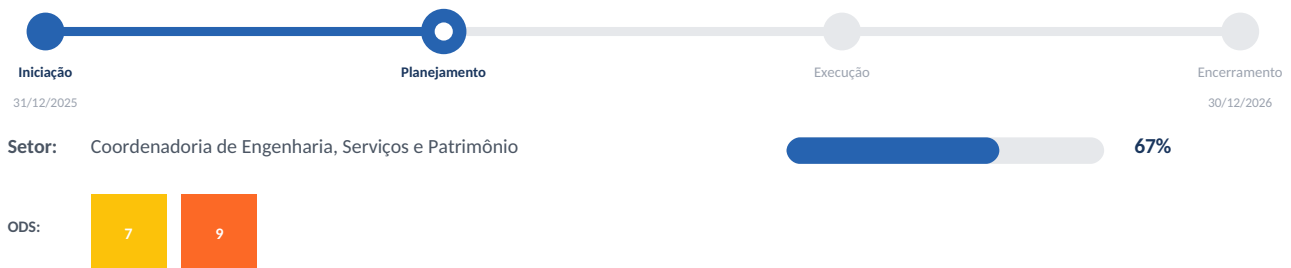 Iniciação Planejamento Execução Encerramento
31/12/2025 30/12/2026
Setor: Coordenadoria de Engenharia, Serviços e Patrimônio 67%
ODS: 7 9